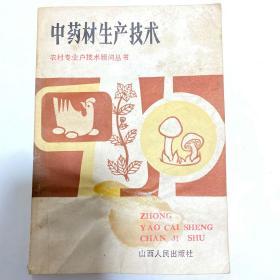 中药材生产技术
农村专业户技术顾问丛书
ZHONG
YAO CAI SHENG
CHAN JI SHU
山西人民出版社